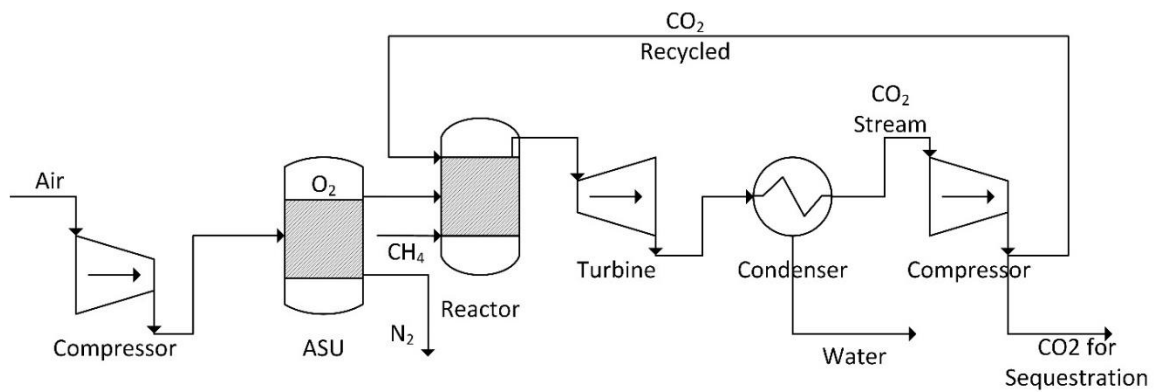 CO₂
Recycled
CO₂
Stream
Air
O₂
CH₄
Turbine
Condenser
Compressor
Reactor
N₂
Compressor
ASU
Water
CO2 for
Sequestration